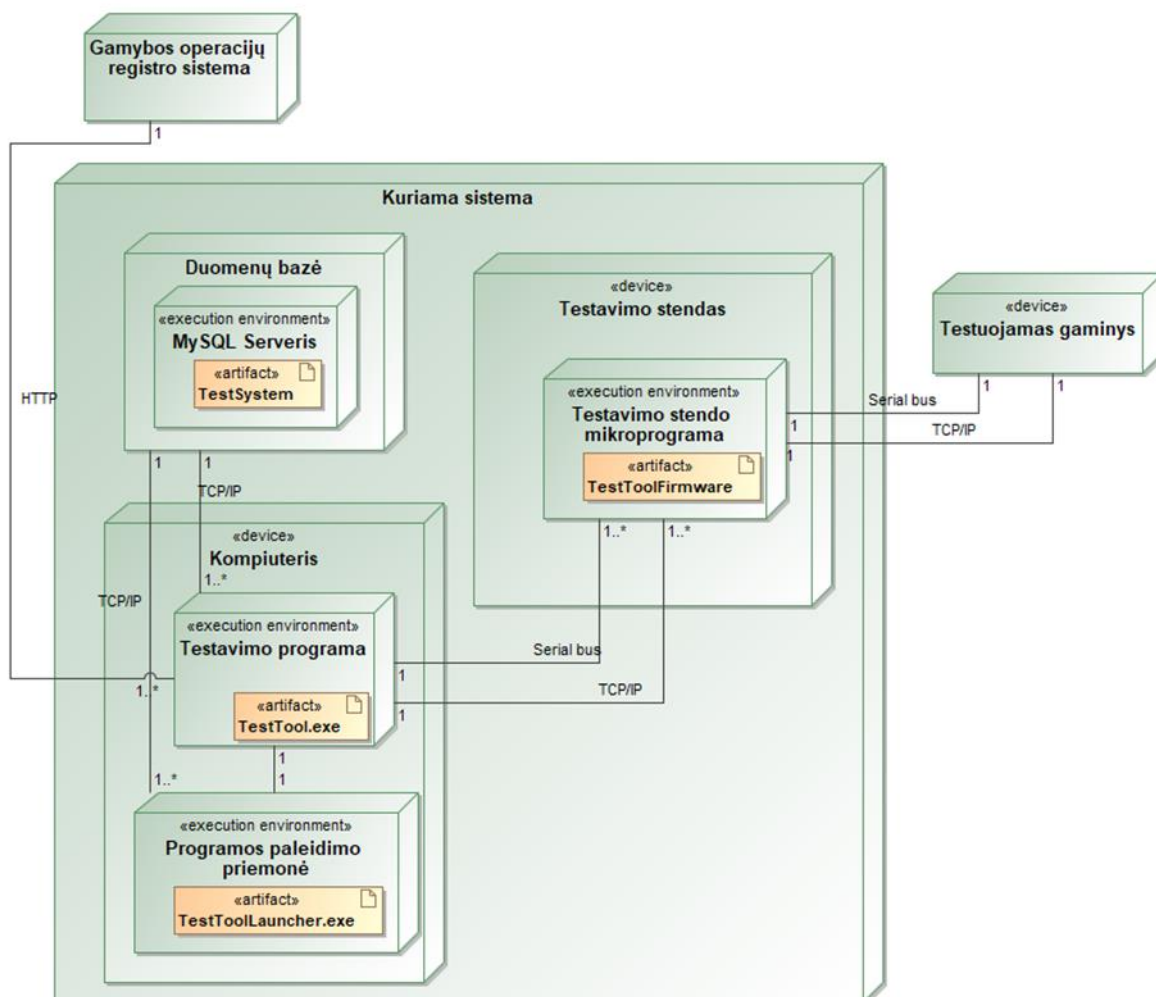 Gamybos operacijų
registro sistema
1
Kuriama sistema
Duomenų bazė
«execution environment»
MySQL Serveris
«artifact»
TestSystem
HTTP
1
1
TCP/IP
«device»
Testavimo stendas
«execution environment»
Testavimo stendo
mikroprograma
«artifact»
TestToolFirmware
1..*
1..*
«device»
Testuojamas gaminys
1
1
Serial bus
1
TCP/IP
1
«device»
Kompiuteris
1..*
TCP/IP
«execution environment»
Testavimo programa
«artifact»
TestTool.exe
Serial bus
1
TCP/IP
1
1..*
1
1
1..*
«execution environment»
Programos paleidimo
priemonė
«artifact»
TestToolLauncher.exe